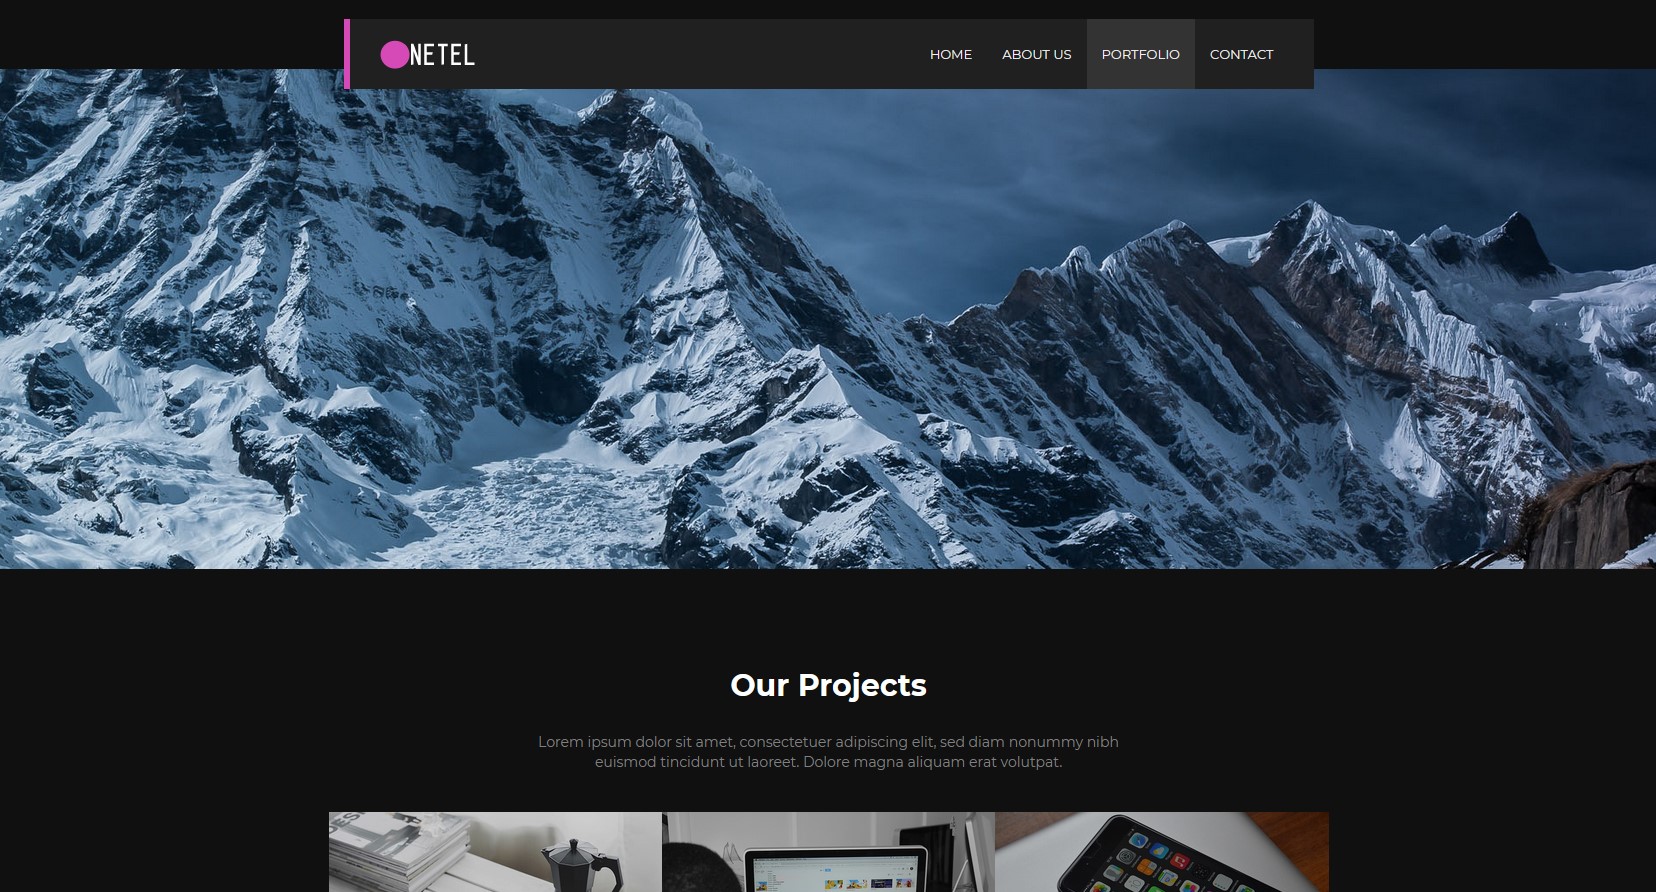 NETEL
HOME
ABOUT US
PORTFOLIO
CONTACT
Our Projects
Lorem ipsum dolor sit amet, consectetuer adipiscing elit, sed diam nonummy nibh
euismod tincidunt ut laoreet. Dolore magna aliquam erat volutpat.